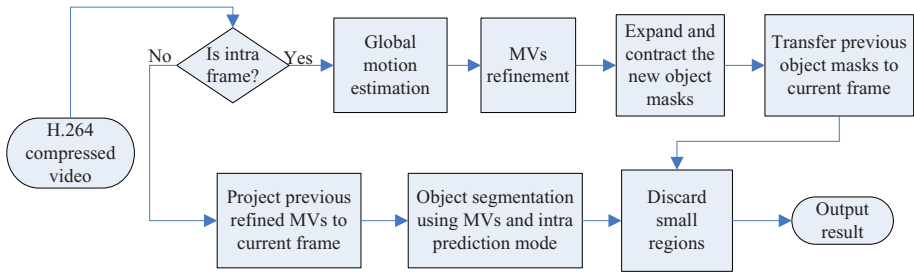 No
Is intra
frame?
Yes
Global
motion
estimation
MVs
refinement
Expand and
contract the
new object
masks
Transfer previous
object masks to
current frame
H.264
compressed
video
Project previous
refined MVs to
current frame
Object segmentation
using MVs and intra
prediction mode
Discard
small
regions
Output
result